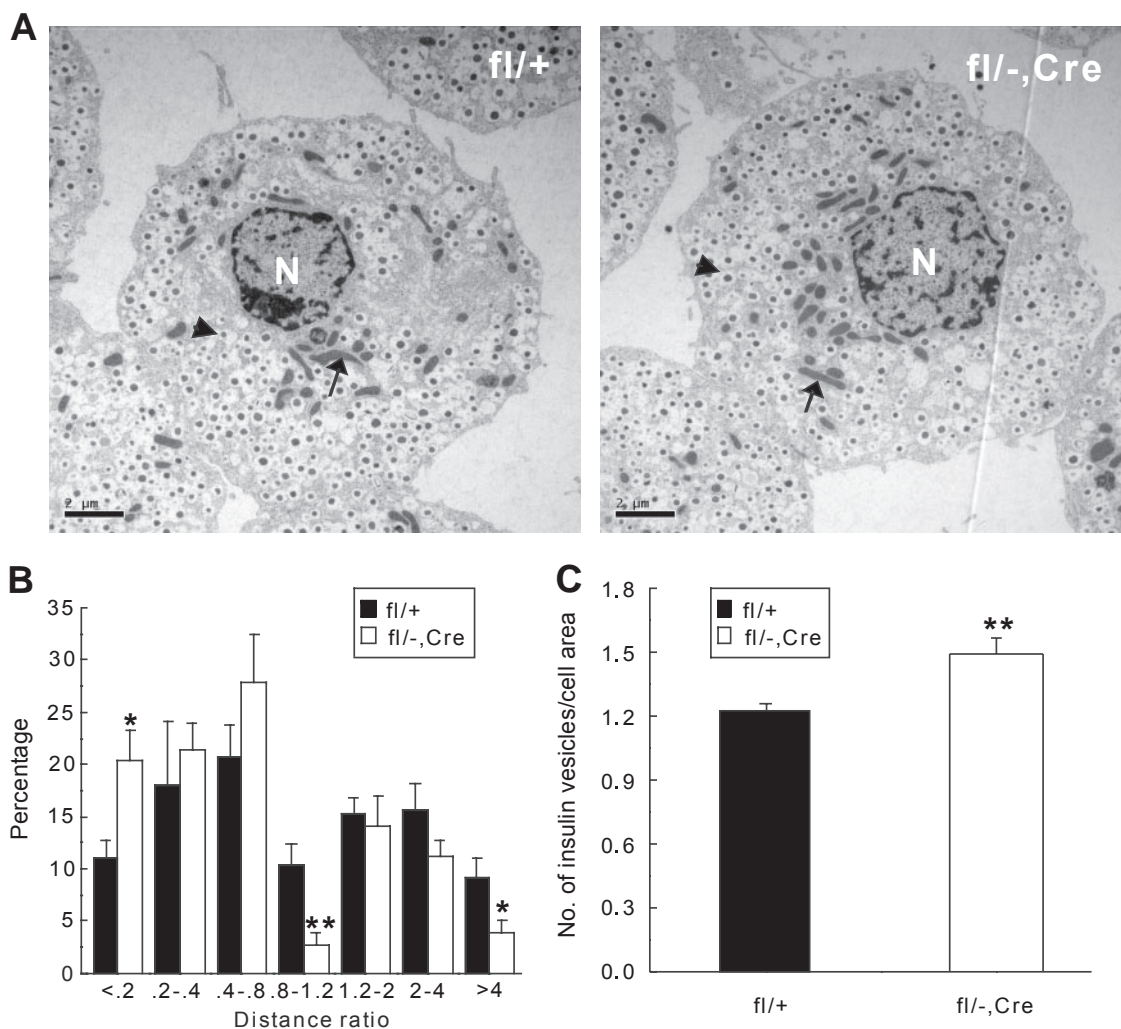 A
fl/+
fl/-,Cre
N
N
2 µm
2 µm
B
Percentage
35
30
25
20
15
10
5
0
fl/+
fl/-,Cre
*
**
*
<.2 .2-.4 .4-.8 .8-1.2 1.2-2 2-4 >4
Distance ratio
C
No. of insulin vesicles/cell area
1.8
1.5
1.2
0.9
0.6
0.3
0.0
fl/+
fl/-,Cre
**
fl/+ fl/-,Cre